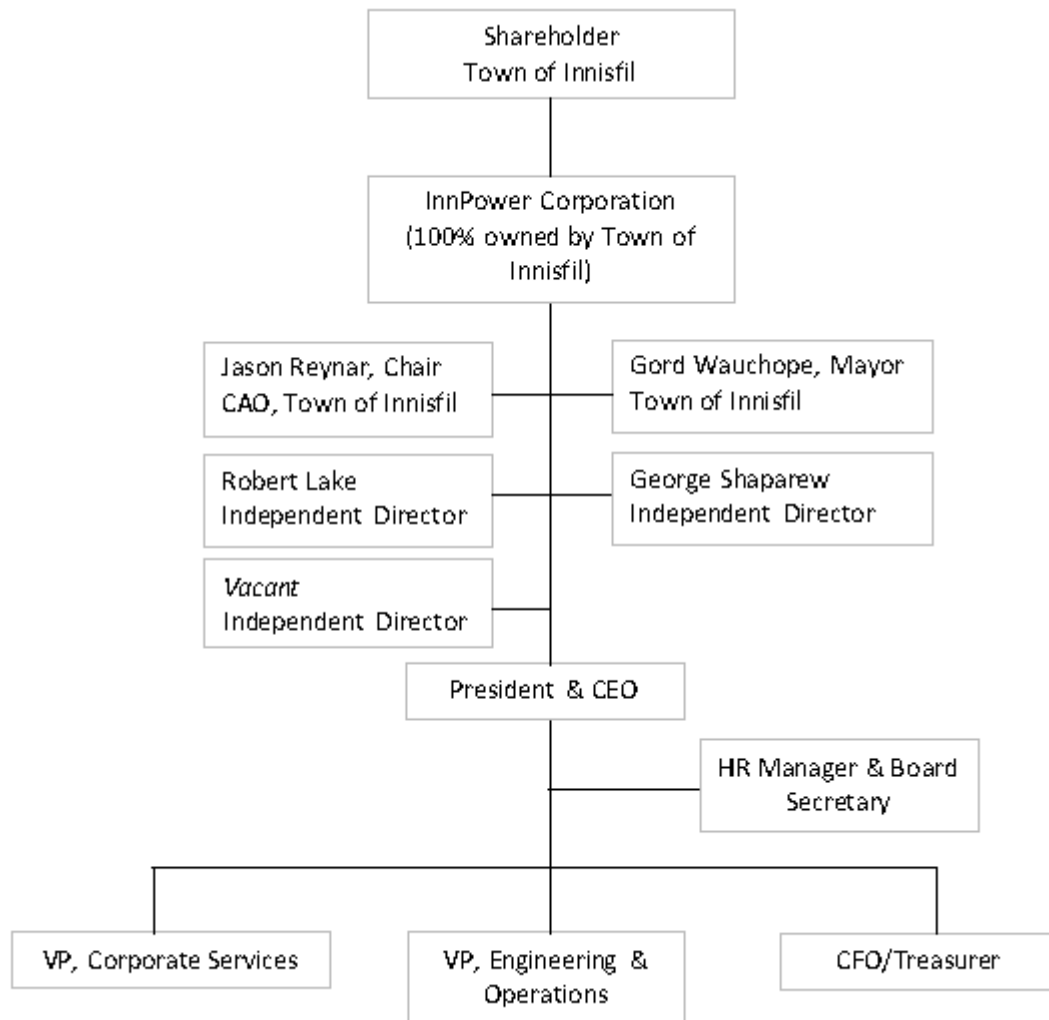 Shareholder
Town of Innisfil
InnPower Corporation
(100% owned by Town of
Innisfil)
Jason Reynar, Chair
CAO, Town of Innisfil
Gord Wauchope, Mayor
Town of Innisfil
Robert Lake
Independent Director
George Shaparew
Independent Director
Vacant
Independent Director
President & CEO
HR Manager & Board
Secretary
VP, Corporate Services
VP, Engineering &
Operations
CFO/Treasurer